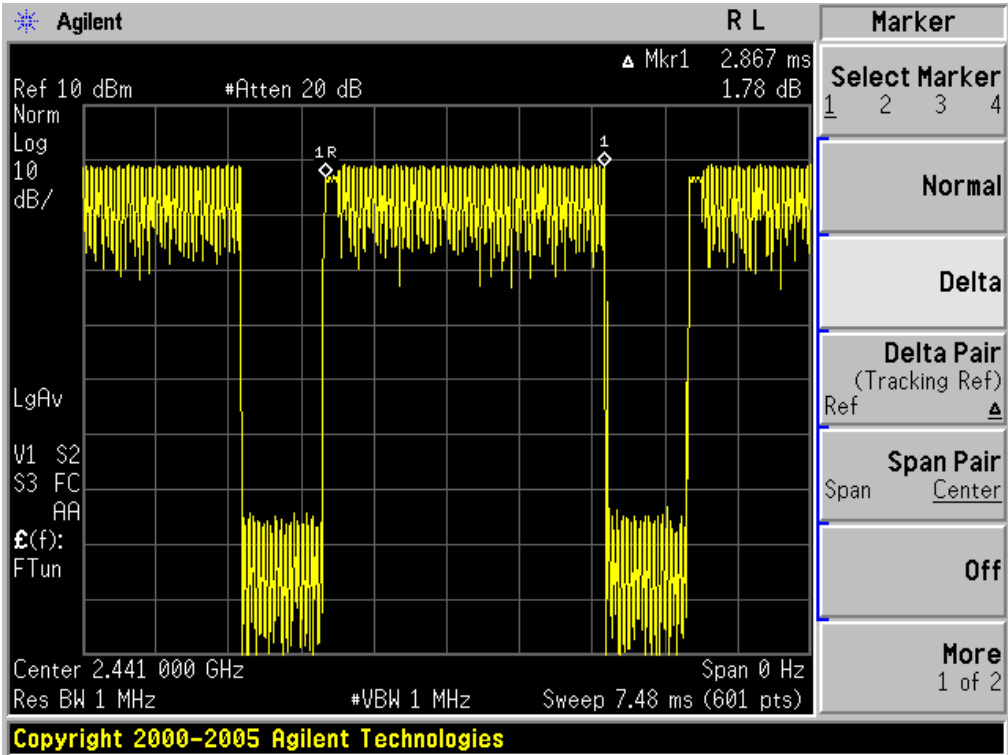 Agilent R L Marker
Δ Mkr1 2.867 ms
Ref 10 dBm #Atten 20 dB 1.78 dB
Norm
Log
10
dB/
1R
1
LgAv
V1 S2
S3 FC
AA
£(f):
FTun
Center 2.441 000 GHz Span 0 Hz
Res BW 1 MHz #VBW 1 MHz Sweep 7.48 ms (601 pts)
Copyright 2000-2005 Agilent Technologies
Select Marker
1 2 3 4
Normal
Delta
Delta Pair
(Tracking Ref)
Ref Δ
Span Pair
Span Center
Off
More
1 of 2